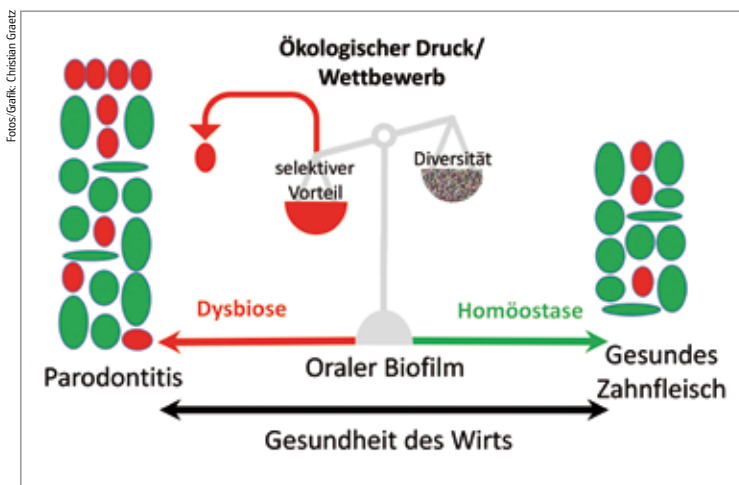 Fotos/Grafik: Christian Graetz
Ökologischer Druck/
Wettbewerb
selektiver
Vorteil
Diversität
Dysbiose
Homöostase
Parodontitis
Oraler Biofilm
Gesundes
Zahnfleisch
Gesundheit des Wirts